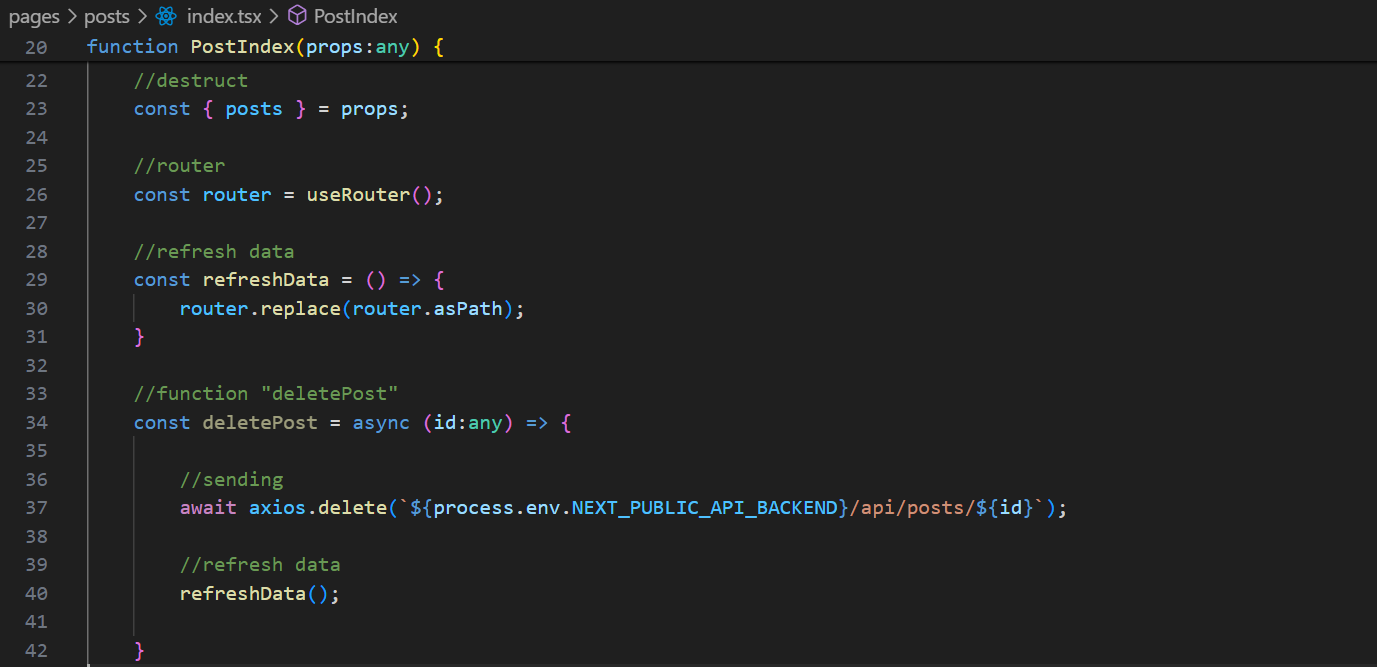 pages > posts > index.tsx > PostIndex
20 function PostIndex(props:any) {
22 //destruct
23 const { posts } = props;
24
25 //router
26 const router = useRouter();
27
28 //refresh data
29 const refreshData = () => {
30 router.replace(router.asPath);
31 }
32
33 //function "deletePost"
34 const deletePost = async (id:any) => {
35
36 //sending
37 await axios.delete(`${process.env.NEXT_PUBLIC_API_BACKEND}/api/posts/${id}`);
38
39 //refresh data
40 refreshData();
41
42 }